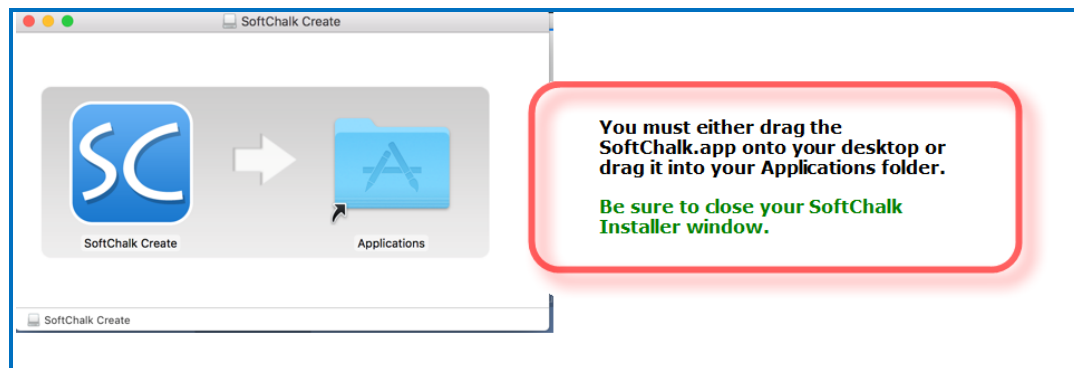 SoftChalk Create
SC
SoftChalk Create
Applications
SoftChalk Create
You must either drag the
SoftChalk.app onto your desktop or
drag it into your Applications folder.
Be sure to close your SoftChalk
Installer window.